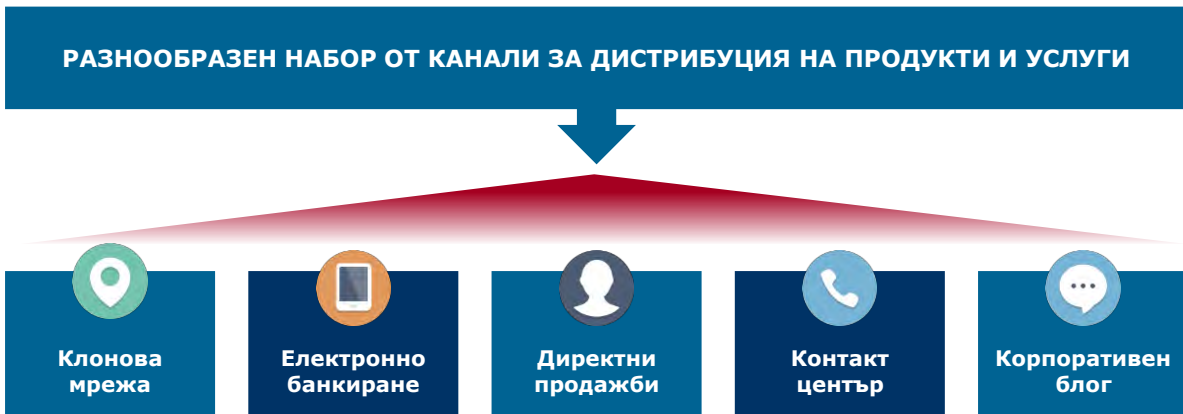 РАЗНООБРАЗЕН НАБОР ОТ КАНАЛИ ЗА ДИСТРИБУЦИЯ НА ПРОДУКТИ И УСЛУГИ
Клонова
мрежа
Електронно
банкиране
Директни
продажби
Контакт
център
Корпоративен
блог